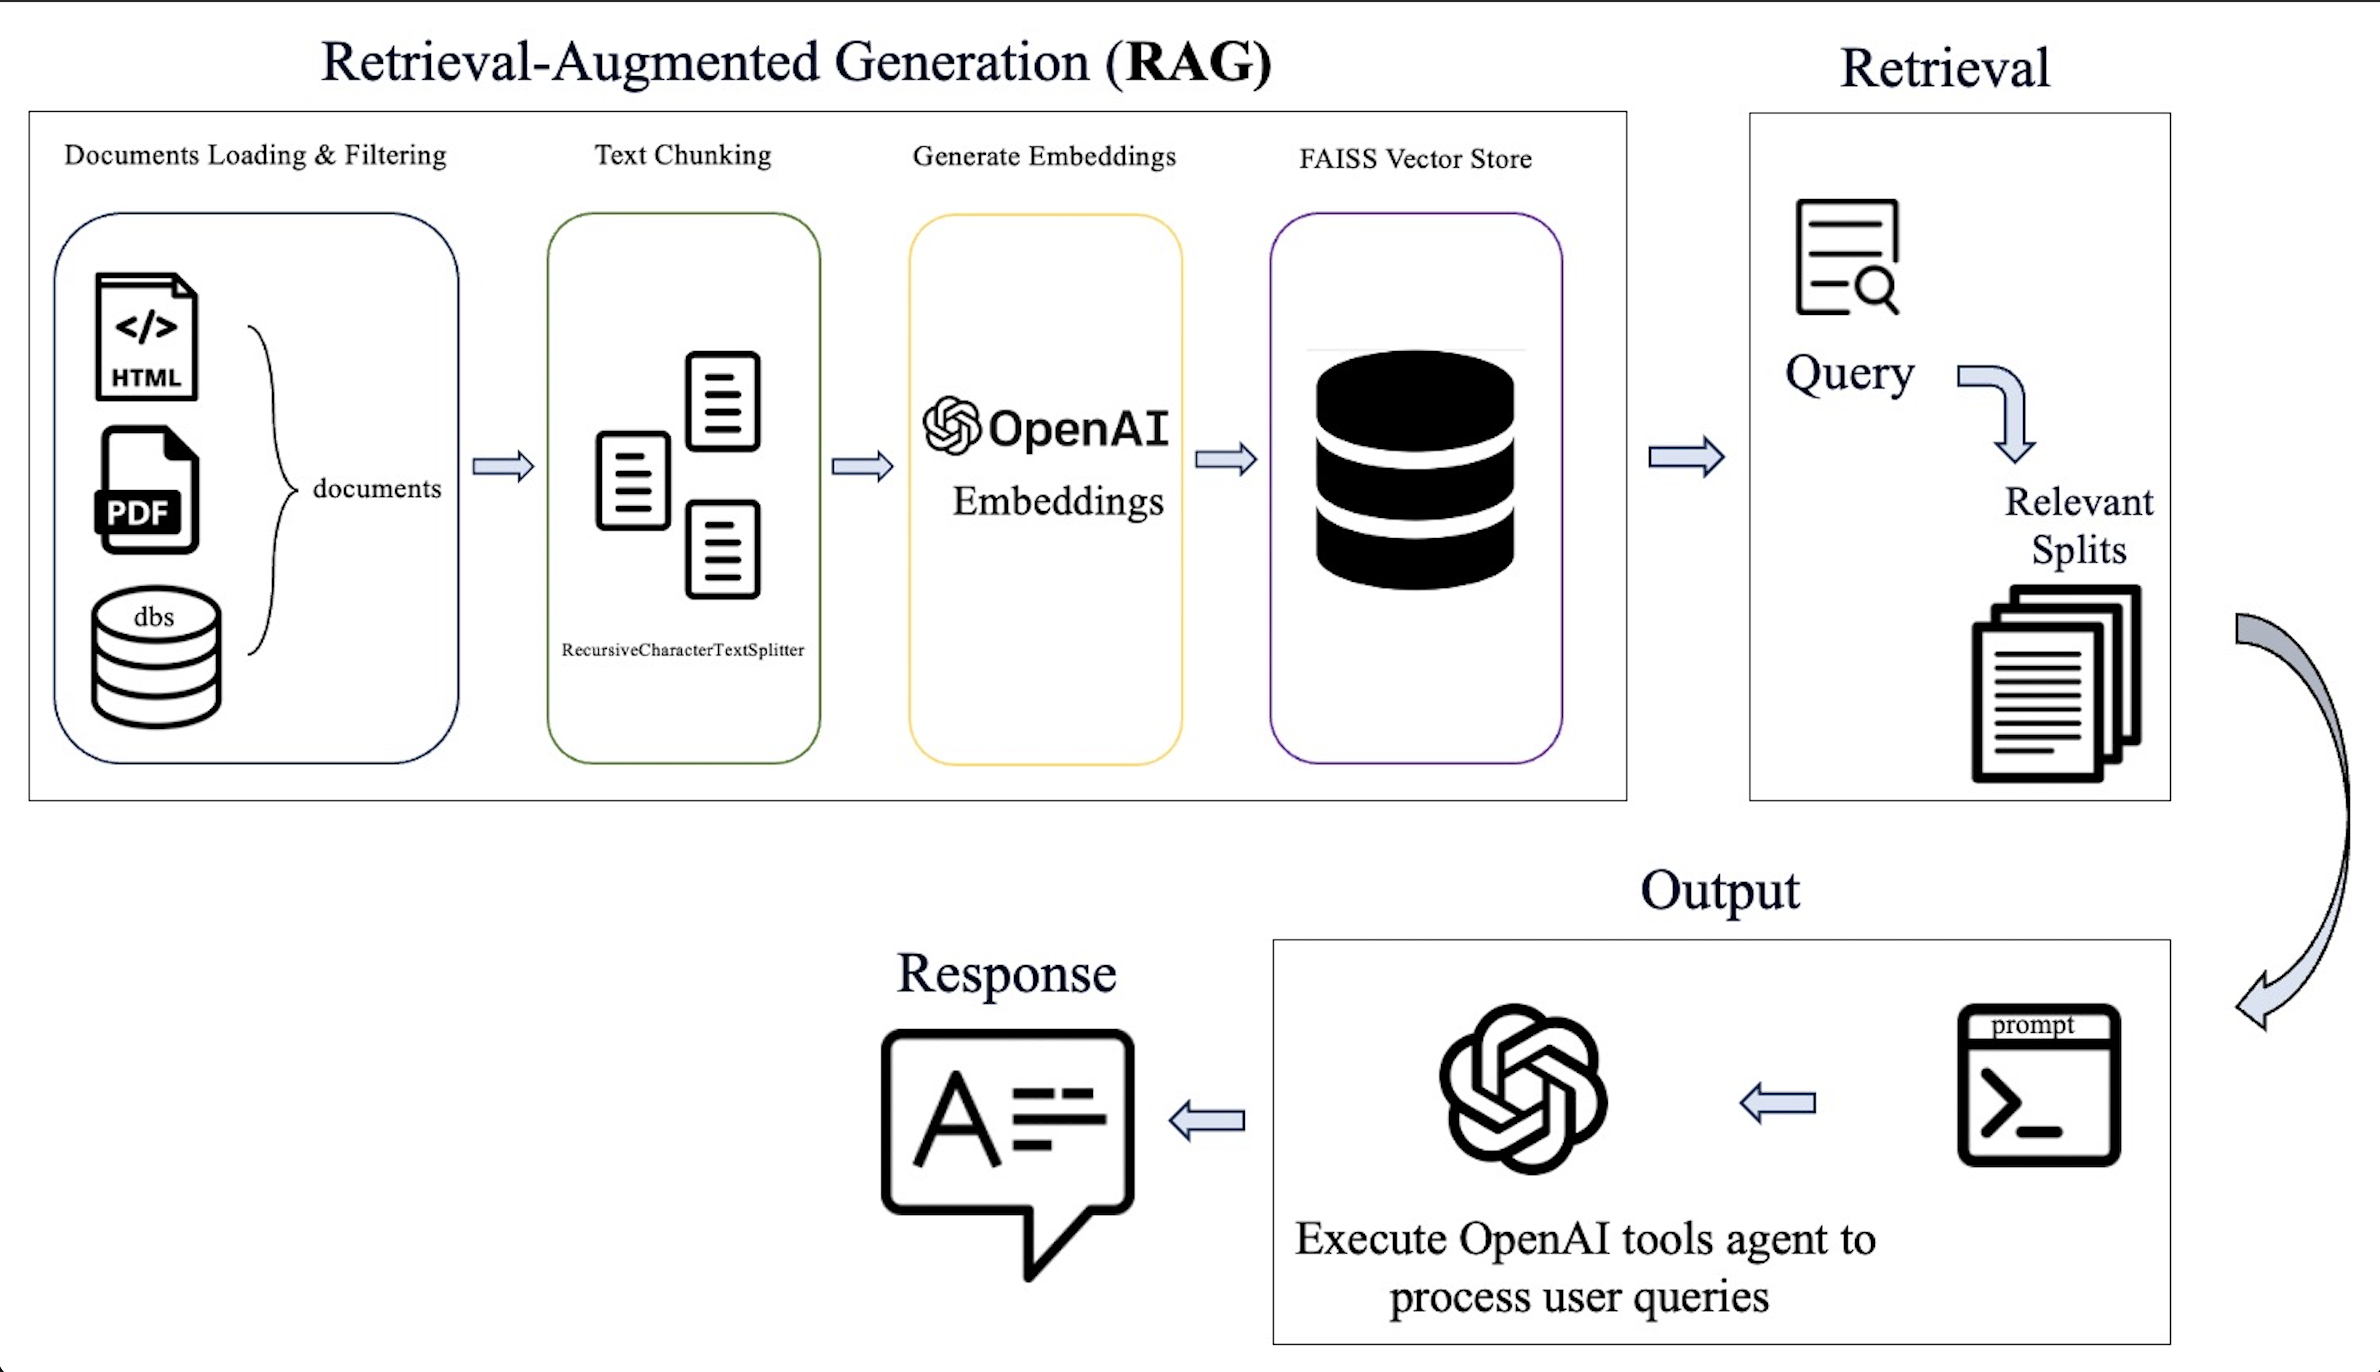 Retrieval-Augmented Generation (RAG)
Retrieval
Documents Loading & Filtering
Text Chunking
Generate Embeddings
FAISS Vector Store
</>
HTML
PDF
dbs
documents
RecursiveCharacterTextSplitter
OpenAI
Embeddings
Query
Relevant
Splits
Output
prompt
>_
Execute OpenAI tools agent to
process user queries
Response
A